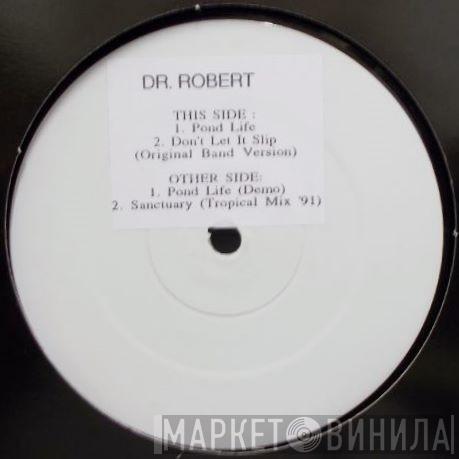 DR. ROBERT
THIS SIDE :
1. Pond Life
2. Don't Let It Slip
(Original Band Version)
OTHER SIDE:
1. Pond Life (Demo)
2. Sanctuary (Tropical Mix '91)
МАРКЕТ ВИНИЛА